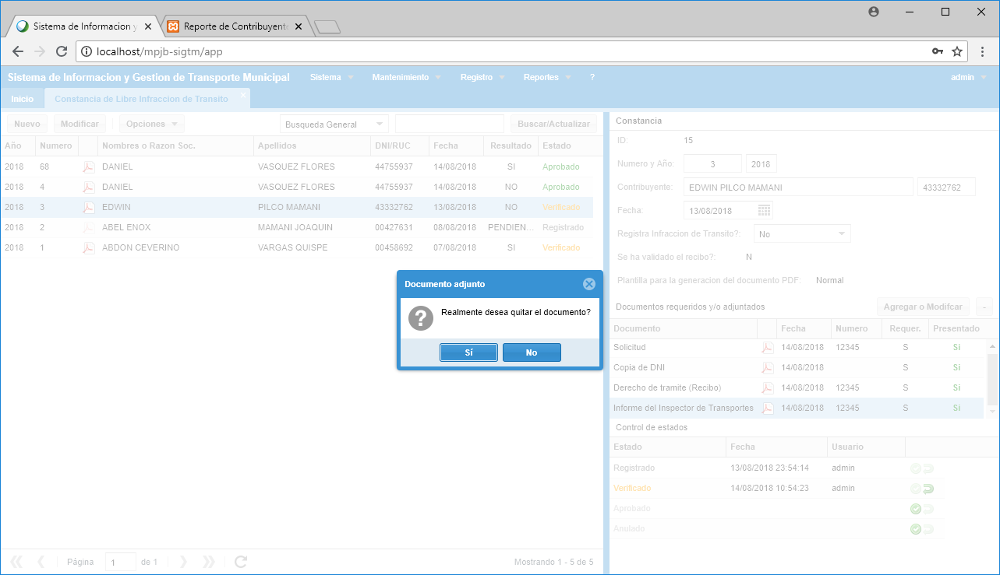 Sistema de Informacion y
Reporte de Contribuyente
localhost/mpjb-sigtm/app
Sistema de Informacion y Gestion de Transporte Municipal Sistema Mantenimiento Registro Reportes ? admin
Inicio Constancia de Libre Infraccion de Transito
Nuevo Modificar Opciones Busqueda General Buscar/Actualizar
Año Numero Nombres o Razon Soc. Apellidos DNI/RUC Fecha Resultado Estado
2018 68 DANIEL VASQUEZ FLORES 44755937 14/08/2018 SI Aprobado
2018 4 DANIEL VASQUEZ FLORES 44755937 14/08/2018 NO Aprobado
2018 3 EDWIN PILCO MAMANI 43332762 13/08/2018 NO Verificado
2018 2 ABEL ENOX MAMANI JOAQUIN 00427631 08/08/2018 PENDIEN... Registrado
2018 1 ABDON CEVERINO VARGAS QUISPE 00458692 07/08/2018 SI Verificado
Documento adjunto
Realmente desea quitar el documento?
Sí No
Página 1 de 1 Mostrando 1 - 5 de 5
Constancia
ID: 15
Numero y Año: 3 2018
Contribuyente: EDWIN PILCO MAMANI 43332762
Fecha: 13/08/2018
Registra Infraccion de Transito?: No
Se ha validado el recibo?: N
Plantilla para la generacion del documento PDF: Normal
Documentos requeridos y/o adjuntados Agregar o Modifcar -
Documento Fecha Numero Requer. Presentado
Solicitud 14/08/2018 12345 S Si
Copia de DNI 14/08/2018 S Si
Derecho de tramite (Recibo) 14/08/2018 12345 S Si
Informe del Inspector de Transportes 14/08/2018 12345 S Si
Control de estados
Estado Fecha Usuario
Registrado 13/08/2018 23:54:14 admin
Verificado 14/08/2018 10:54:23 admin
Aprobado
Anulado